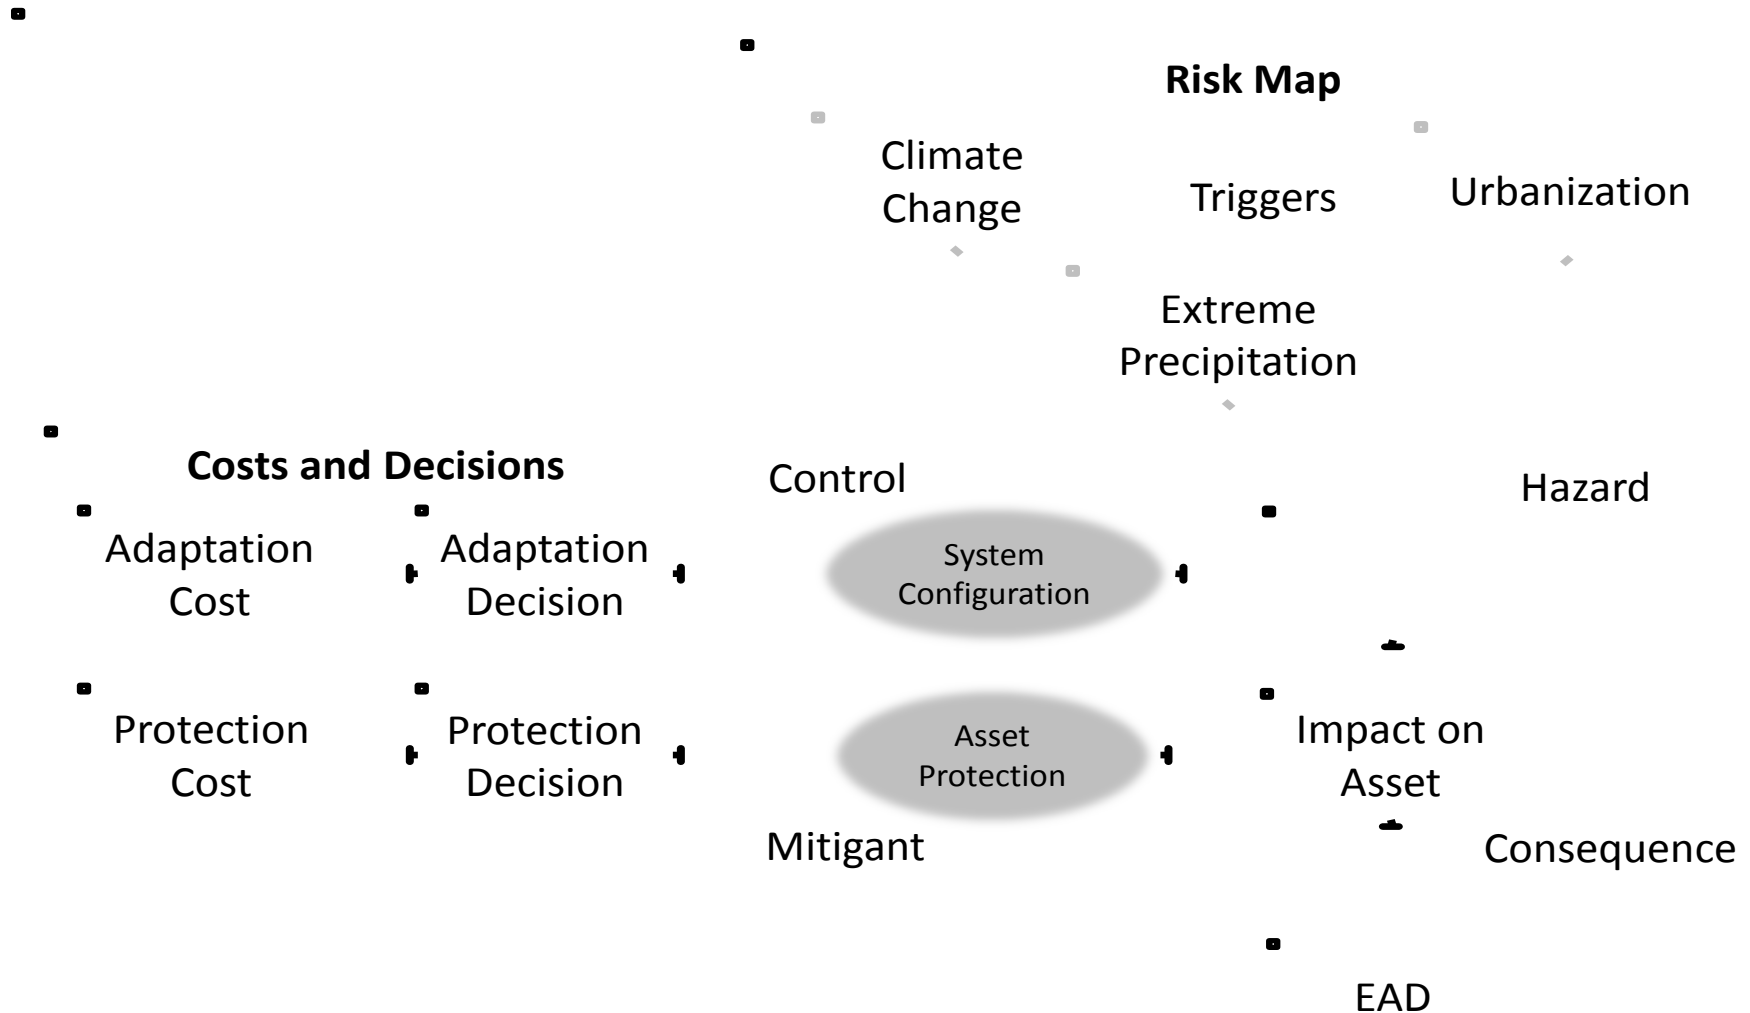 Risk Map
Climate
Change
Triggers
Urbanization
Extreme
Precipitation
Costs and Decisions
Control
Hazard
Adaptation
Cost
Adaptation
Decision
System
Configuration
Protection
Cost
Protection
Decision
Asset
Protection
Impact on
Asset
Mitigant
Consequence
EAD